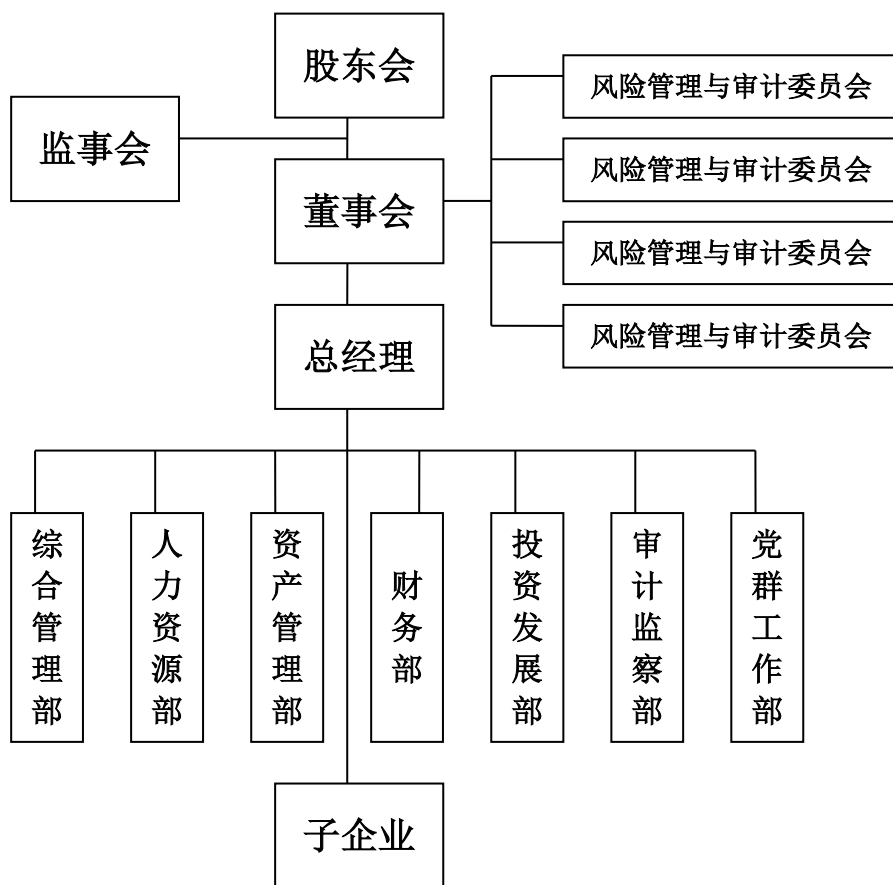 股东会
风险管理与审计委员会
监事会
风险管理与审计委员会
董事会
风险管理与审计委员会
总经理
风险管理与审计委员会
综合管理部
人力资源部
资产管理部
财务部
投资发展部
审计监察部
党群工作部
子企业